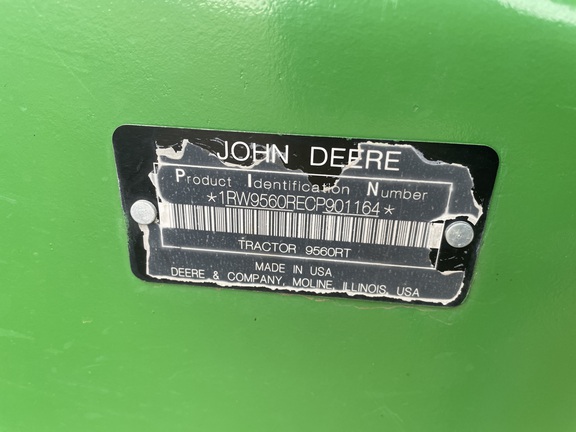 JOHN DEERE
Product Identification Number
*1RW9560RECP901164*
TRACTOR 9560RT
MADE IN USA
DEERE & COMPANY, MOLINE, ILLINOIS, USA